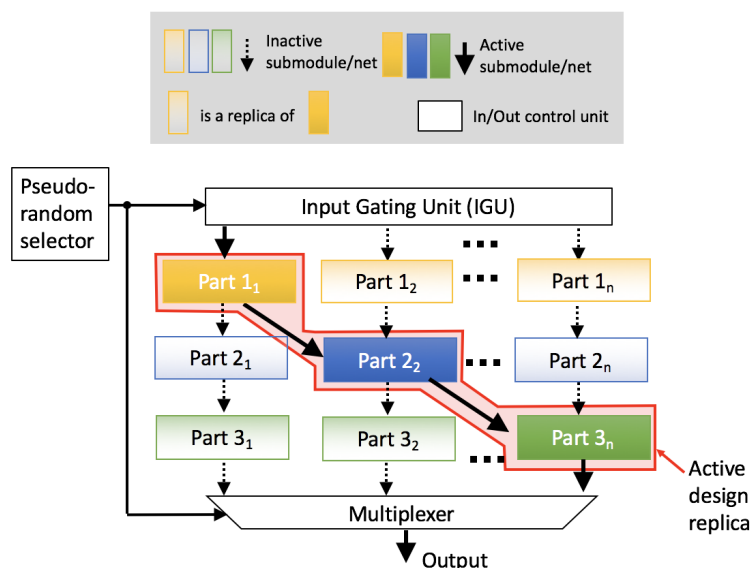 Inactive
submodule/net
Active
submodule/net
is a replica of
In/Out control unit
Pseudo-
random
selector
Input Gating Unit (IGU)
Part 1₁
Part 1₂
Part 1ₙ
Part 2₁
Part 2₂
Part 2ₙ
Part 3₁
Part 3₂
Part 3ₙ
Active
design
replica
Multiplexer
Output